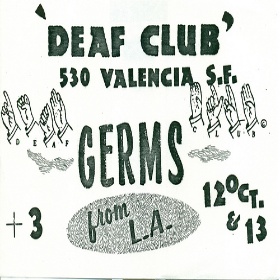 'DEAF CLUB'
530 VALENCIA S.F.
DEAF
CLUB
GERMS
from L.A.
12 OCT. & 13
+3